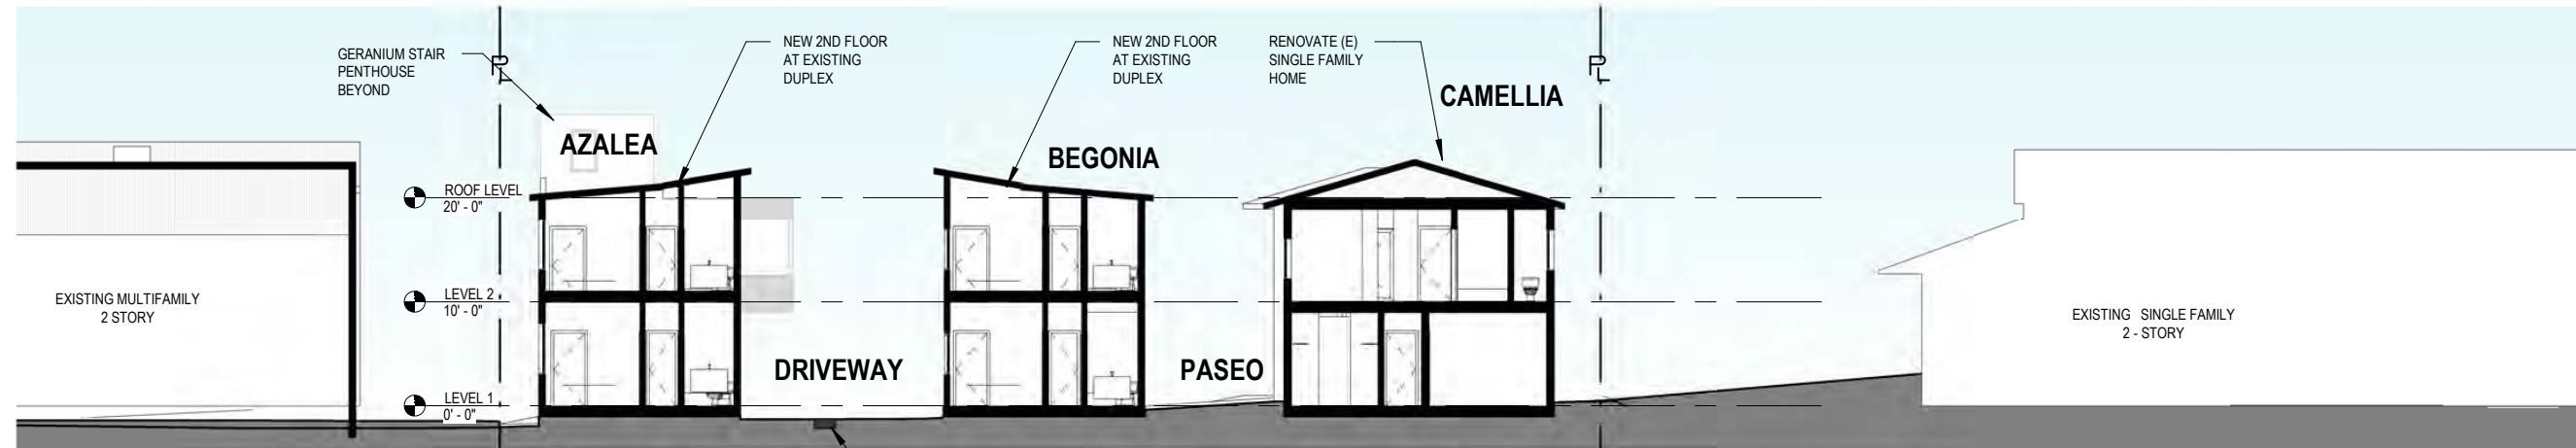 GERANIUM STAIR
PENTHOUSE
BEYOND
PL
NEW 2ND FLOOR
AT EXISTING
DUPLEX
NEW 2ND FLOOR
AT EXISTING
DUPLEX
RENOVATE (E)
SINGLE FAMILY
HOME
PL
CAMELLIA
AZALEA
BEGONIA
ROOF LEVEL
20' - 0"
LEVEL 2
10' - 0"
EXISTING MULTIFAMILY
2 STORY
EXISTING SINGLE FAMILY
2 - STORY
DRIVEWAY
PASEO
LEVEL 1
0' - 0"